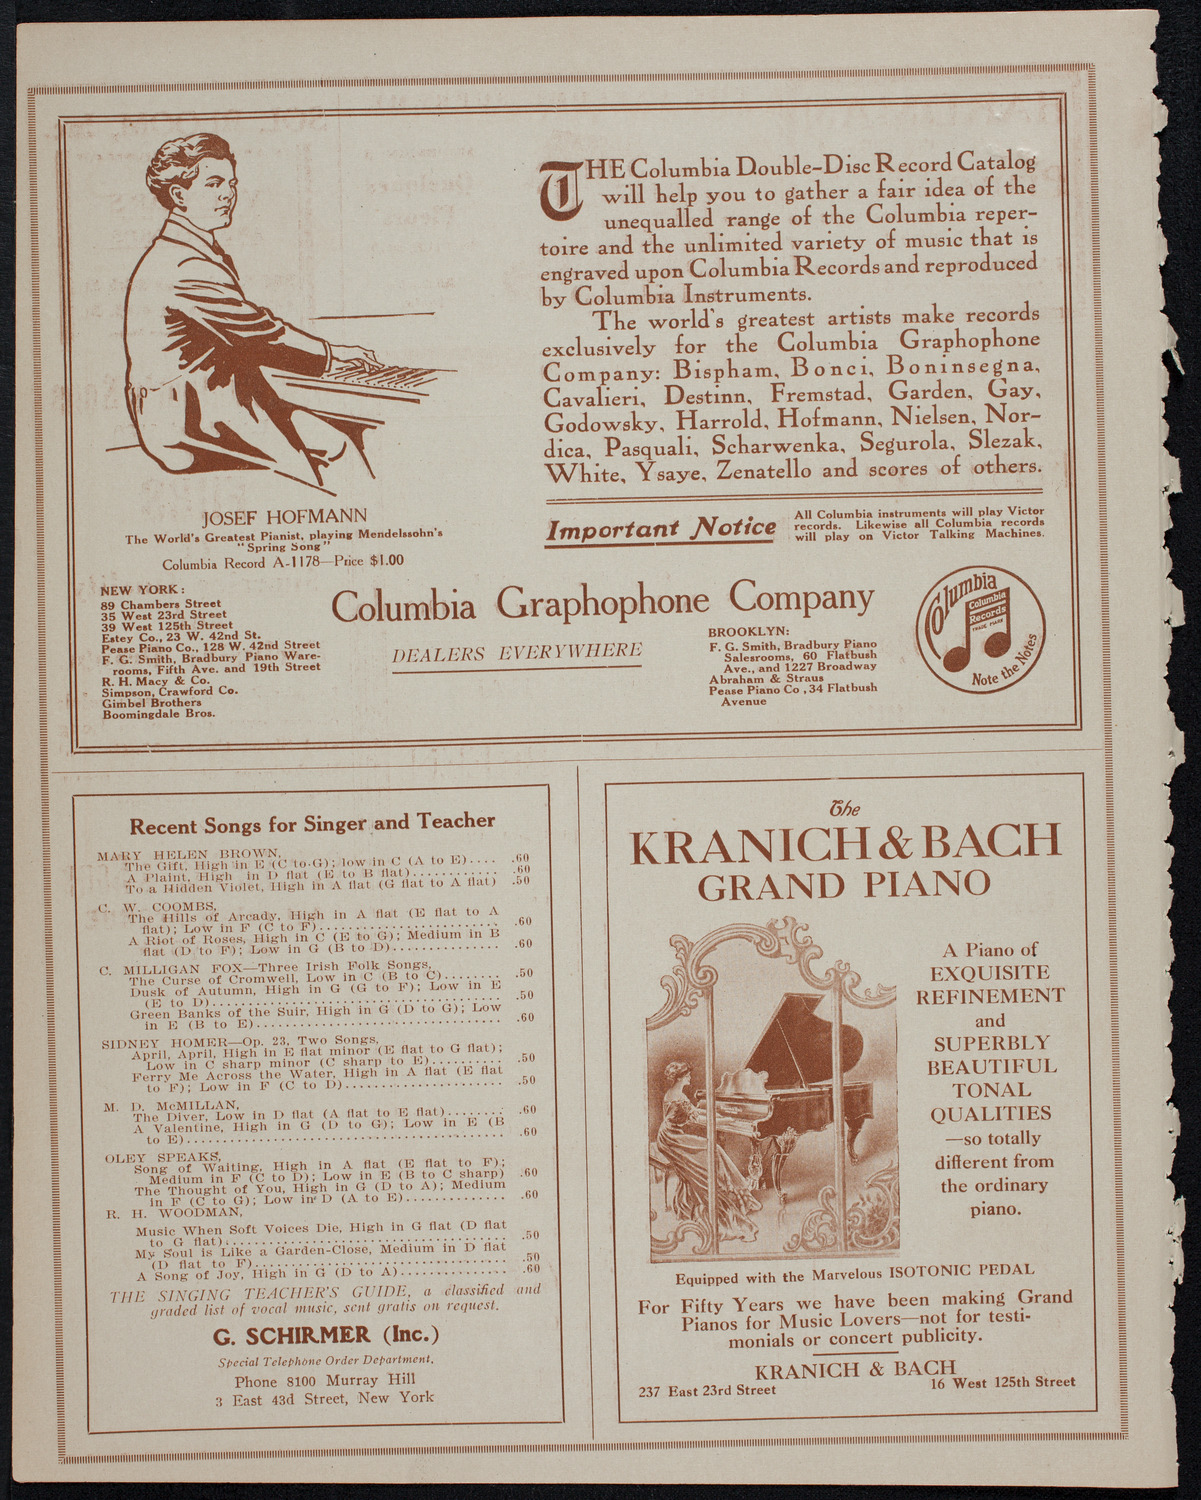 THE Columbia Double-Disc Record Catalog
will help you to gather a fair idea of the
unequalled range of the Columbia reper-
toire and the unlimited variety of music that is
engraved upon Columbia Records and reproduced
by Columbia Instruments.
The world's greatest artists make records
exclusively for the Columbia Graphophone
Company: Bispham, Bonci, Boninsegna,
Cavalieri, Destinn, Fremstad, Garden, Gay,
Godowsky, Harrold, Hofmann, Nielsen, Nor-
dica, Pasquali, Scharwenka, Segurola, Slezak,
White, Ysaye, Zenatello and scores of others.
JOSEF HOFMANN
The World's Greatest Pianist, playing Mendelssohn's
"Spring Song"
Columbia Record A-1178—Price $1.00
Important Notice
All Columbia instruments will play Victor
records. Likewise all Columbia records
will play on Victor Talking Machines.
NEW YORK:
89 Chambers Street
35 West 23rd Street
39 West 125th Street
Estey Co., 23 W. 42nd St.
Pease Piano Co., 128 W. 42nd Street
F. G. Smith, Bradbury Piano Ware-
rooms, Fifth Ave. and 19th Street
R. H. Macy & Co.
Simpson, Crawford Co.
Gimbel Brothers
Boomingdale Bros.
Columbia Graphophone Company
DEALERS EVERYWHERE
BROOKLYN:
F. G. Smith, Bradbury Piano
Salesrooms, 60 Flatbush
Ave., and 1227 Broadway
Abraham & Straus
Pease Piano Co., 34 Flatbush
Avenue
Columbia
Columbia
Records
TRADE MARK
Note the Notes
Recent Songs for Singer and Teacher
MARY HELEN BROWN,
The Gift, High in E (C to G); low in C (A to E).... .60
A Plaint, High in D flat (E to B flat)............ .60
To a Hidden Violet, High in A flat (G flat to A flat) .50
C. W. COOMBS,
The Hills of Arcady, High in A flat (E flat to A
flat); Low in F (C to F)......................... .60
A Riot of Roses, High in C (E to G); Medium in B
flat (D to F); Low in G (B to D)............... .60
C. MILLIGAN FOX—Three Irish Folk Songs,
The Curse of Cromwell, Low in C (B to C)........ .50
Dusk of Autumn, High in G (G to F); Low in E
(E to D)........................................ .50
Green Banks of the Suir, High in G (D to G); Low
in E (B to E).................................. .60
SIDNEY HOMER—Op. 23, Two Songs,
April, April, High in E flat minor (E flat to G flat);
Low in C sharp minor (C sharp to E).......... .50
Ferry Me Across the Water, High in A flat (E flat
to F); Low in F (C to D)...................... .50
M. D. McMILLAN,
The Diver, Low in D flat (A flat to E flat)........ .60
A Valentine, High in G (D to G); Low in E (B
to E)........................................... .60
OLEY SPEAKS,
Song of Waiting, High in A flat (E flat to F);
Medium in F (C to D); Low in E (B to C sharp) .60
The Thought of You, High in G (D to A); Medium
in F (C to G); Low in D (A to E).............. .60
R. H. WOODMAN,
Music When Soft Voices Die, High in G flat (D flat
to G flat)...................................... .50
My Soul is Like a Garden-Close, Medium in D flat
(D flat to F).................................. .50
A Song of Joy, High in G (D to A)............... .60
THE SINGING TEACHER'S GUIDE, a classified and
graded list of vocal music, sent gratis on request.
G. SCHIRMER (Inc.)
Special Telephone Order Department,
Phone 8100 Murray Hill
3 East 43d Street, New York
The
KRANICH & BACH
GRAND PIANO
A Piano of
EXQUISITE
REFINEMENT
and
SUPERBLY
BEAUTIFUL
TONAL
QUALITIES
—so totally
different from
the ordinary
piano.
Equipped with the Marvelous ISOTONIC PEDAL
For Fifty Years we have been making Grand
Pianos for Music Lovers—not for testi-
monials or concert publicity.
KRANICH & BACH
237 East 23rd Street 16 West 125th Street